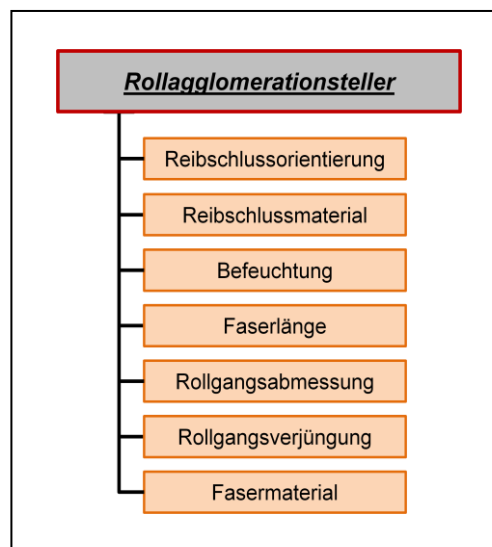 Rollagglomerationsteller
Reibschlussorientierung
Reibschlussmaterial
Befeuchtung
Faserlänge
Rollgangsabmessung
Rollgangsverjüngung
Fasermaterial